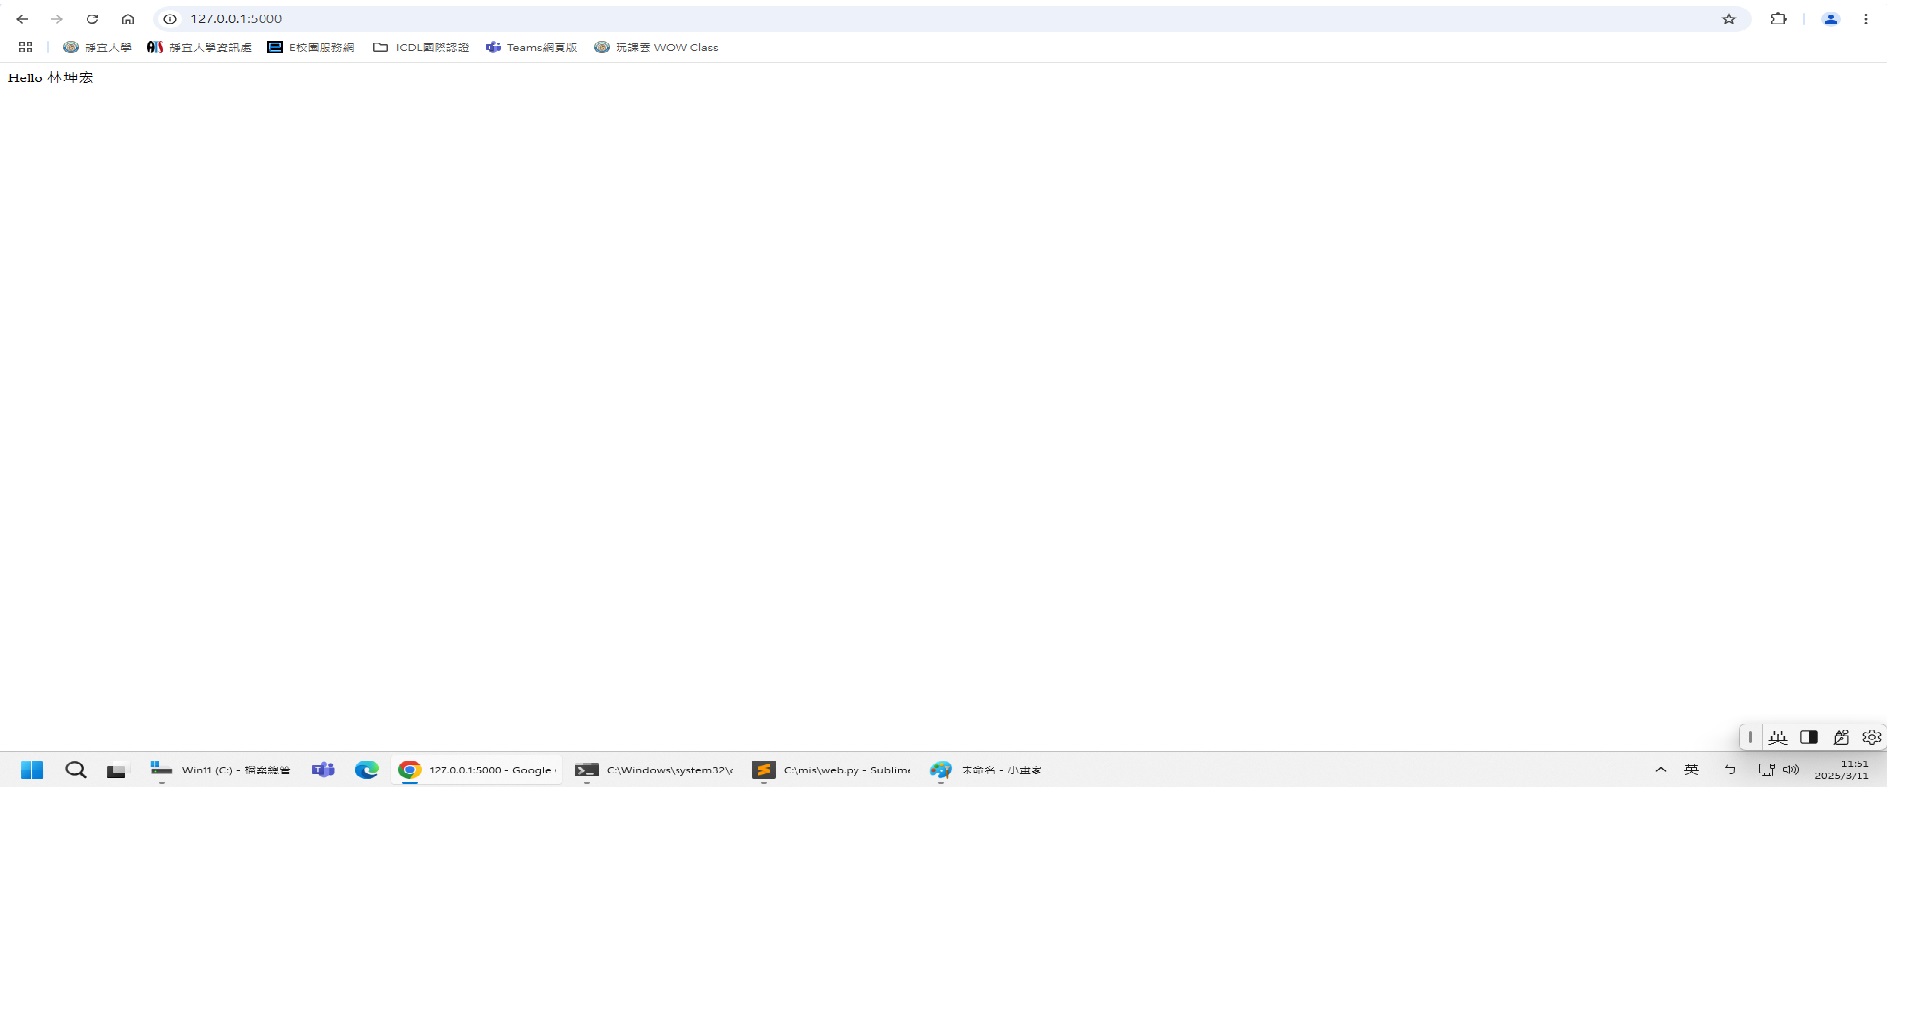 127.0.0.1:5000
靜宜大學 靜宜大學資訊處 E校園服務網 ICDL國際認證 Teams網頁版 玩課雲 WOW Class
Hello 林坤宏
英
Win11 (C:) - 檔案總管 127.0.0.1:5000 - Google C:\Windows\system32\c C:\mis\web.py - Sublime 未命名 - 小畫家 英 ㄅ 11:51
2025/3/11